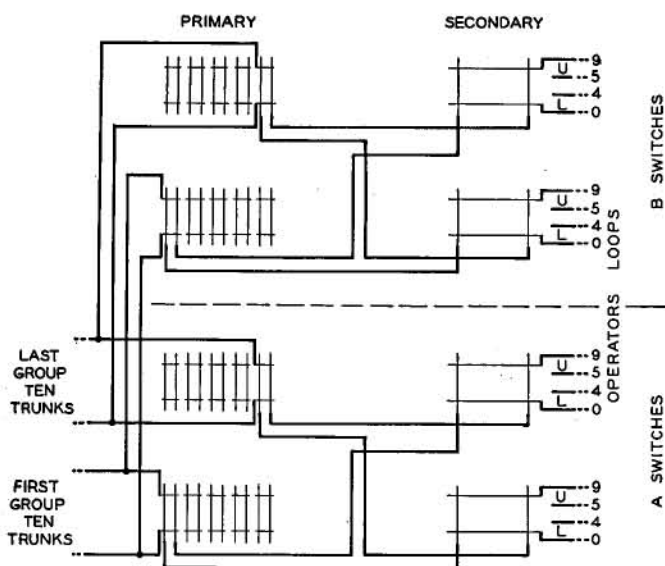 PRIMARY
SECONDARY
9
U
5
4
L
0
9
U
5
4
L
0
B SWITCHES
OPERATORS LOOPS
LAST
GROUP
TEN
TRUNKS
9
U
5
4
L
0
FIRST
GROUP
TEN
TRUNKS
9
U
5
4
L
0
A SWITCHES